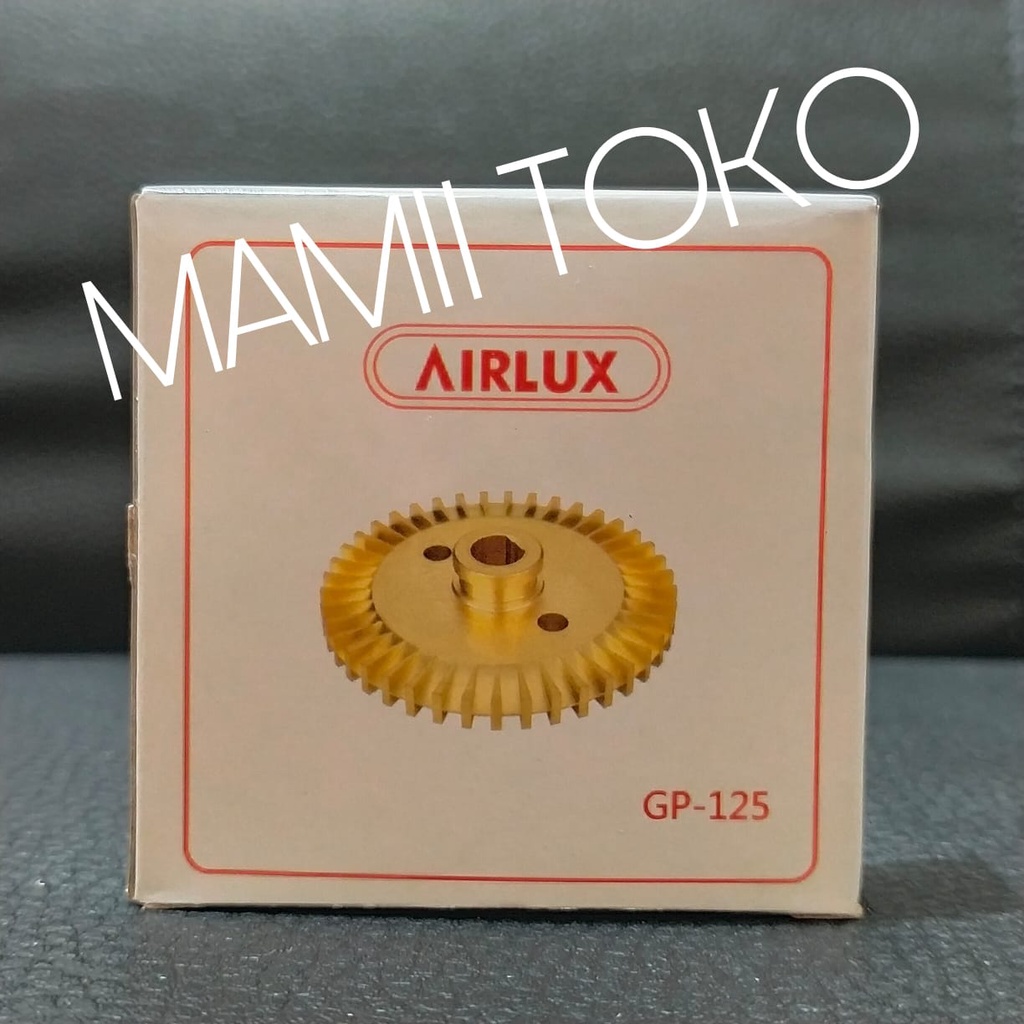 MAMII TOKO
AIRLUX
GP-125